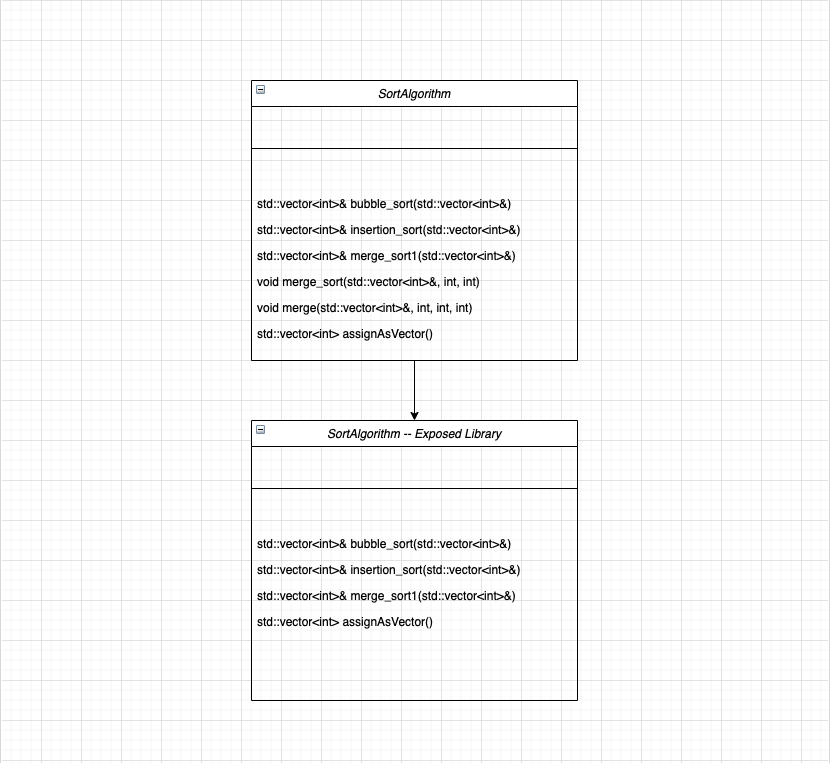 SortAlgorithm
std::vector<int>& bubble_sort(std::vector<int>&)
std::vector<int>& insertion_sort(std::vector<int>&)
std::vector<int>& merge_sort1(std::vector<int>&)
void merge_sort(std::vector<int>&, int, int)
void merge(std::vector<int>&, int, int, int)
std::vector<int> assignAsVector()
SortAlgorithm -- Exposed Library
std::vector<int>& bubble_sort(std::vector<int>&)
std::vector<int>& insertion_sort(std::vector<int>&)
std::vector<int>& merge_sort1(std::vector<int>&)
std::vector<int> assignAsVector()